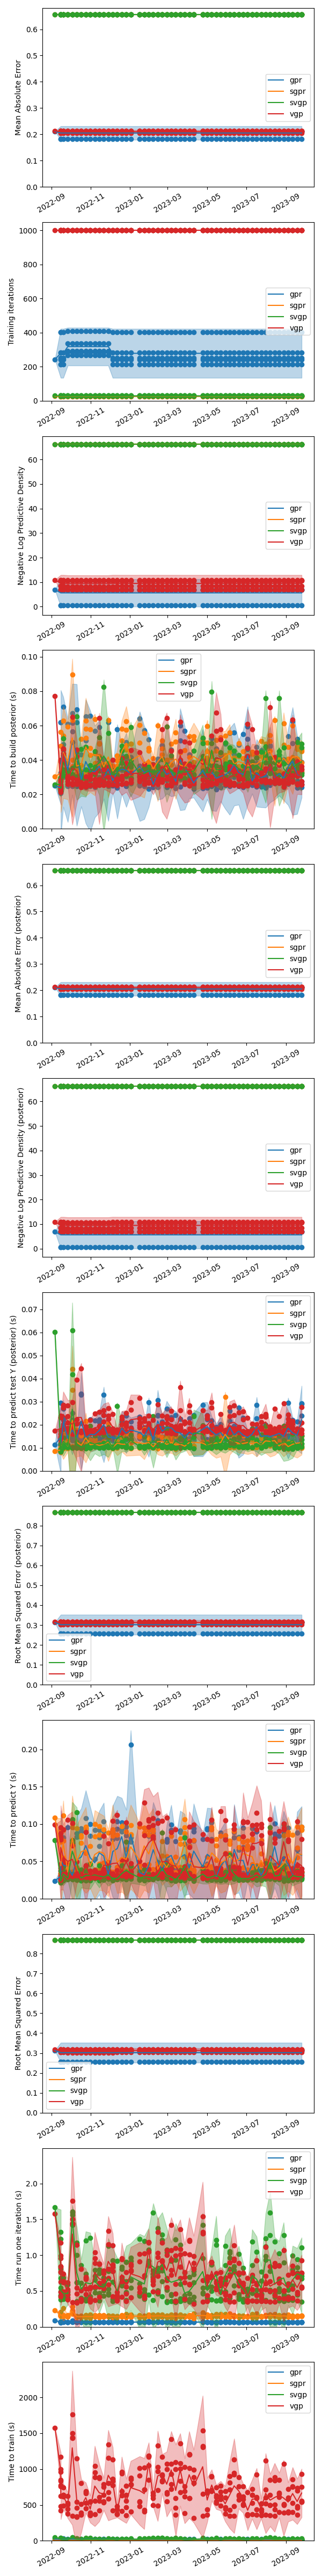 Mean Absolute Error
0.6
0.5
0.4
0.3
0.2
0.1
0.0
gpr
sgpr
svgp
vgp
2022-09 2022-11 2023-01 2023-03 2023-05 2023-07 2023-09
Training iterations
1000
800
600
400
200
0
gpr
sgpr
svgp
vgp
2022-09 2022-11 2023-01 2023-03 2023-05 2023-07 2023-09
Negative Log Predictive Density
60
50
40
30
20
10
0
gpr
sgpr
svgp
vgp
2022-09 2022-11 2023-01 2023-03 2023-05 2023-07 2023-09
Time to build posterior (s)
0.10
0.08
0.06
0.04
0.02
0.00
gpr
sgpr
svgp
vgp
2022-09 2022-11 2023-01 2023-03 2023-05 2023-07 2023-09
Mean Absolute Error (posterior)
0.6
0.5
0.4
0.3
0.2
0.1
0.0
gpr
sgpr
svgp
vgp
2022-09 2022-11 2023-01 2023-03 2023-05 2023-07 2023-09
Negative Log Predictive Density (posterior)
60
50
40
30
20
10
0
gpr
sgpr
svgp
vgp
2022-09 2022-11 2023-01 2023-03 2023-05 2023-07 2023-09
Time to predict test Y (posterior) (s)
0.07
0.06
0.05
0.04
0.03
0.02
0.01
0.00
gpr
sgpr
svgp
vgp
2022-09 2022-11 2023-01 2023-03 2023-05 2023-07 2023-09
Root Mean Squared Error (posterior)
0.8
0.7
0.6
0.5
0.4
0.3
0.2
0.1
0.0
gpr
sgpr
svgp
vgp
2022-09 2022-11 2023-01 2023-03 2023-05 2023-07 2023-09
Time to predict Y (s)
0.20
0.15
0.10
0.05
0.00
gpr
sgpr
svgp
vgp
2022-09 2022-11 2023-01 2023-03 2023-05 2023-07 2023-09
Root Mean Squared Error
0.8
0.7
0.6
0.5
0.4
0.3
0.2
0.1
0.0
gpr
sgpr
svgp
vgp
2022-09 2022-11 2023-01 2023-03 2023-05 2023-07 2023-09
Time run one iteration (s)
2.0
1.5
1.0
0.5
0.0
gpr
sgpr
svgp
vgp
2022-09 2022-11 2023-01 2023-03 2023-05 2023-07 2023-09
Time to train (s)
2000
1500
1000
500
0
gpr
sgpr
svgp
vgp
2022-09 2022-11 2023-01 2023-03 2023-05 2023-07 2023-09